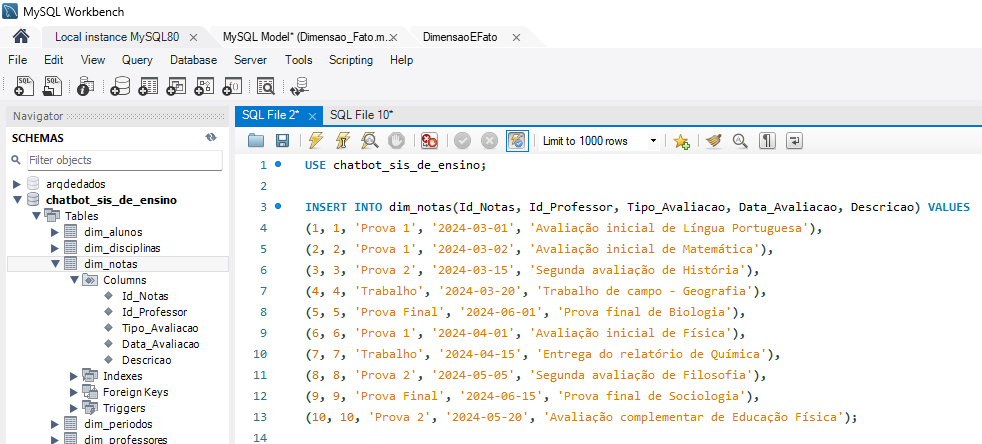 MySQL Workbench
Local instance MySQL80 ×
MySQL Model* (Dimensao_Fato.m... ×
DimensaoEFato ×
File Edit View Query Database Server Tools Scripting Help
Navigator
SCHEMAS
Filter objects
arqdedados
chatbot_sis_de_ensino
Tables
dim_alunos
dim_disciplinas
dim_notas
Columns
Id_Notas
Id_Professor
Tipo_Avaliacao
Data_Avaliacao
Descricao
Indexes
Foreign Keys
Triggers
dim_periodos
dim_professores
SQL File 2* × SQL File 10*
Limit to 1000 rows
1 USE chatbot_sis_de_ensino;
2
3 INSERT INTO dim_notas(Id_Notas, Id_Professor, Tipo_Avaliacao, Data_Avaliacao, Descricao) VALUES
4 (1, 1, 'Prova 1', '2024-03-01', 'Avaliação inicial de Língua Portuguesa'),
5 (2, 2, 'Prova 1', '2024-03-02', 'Avaliação inicial de Matemática'),
6 (3, 3, 'Prova 2', '2024-03-15', 'Segunda avaliação de História'),
7 (4, 4, 'Trabalho', '2024-03-20', 'Trabalho de campo - Geografia'),
8 (5, 5, 'Prova Final', '2024-06-01', 'Prova final de Biologia'),
9 (6, 6, 'Prova 1', '2024-04-01', 'Avaliação inicial de Física'),
10 (7, 7, 'Trabalho', '2024-04-15', 'Entrega do relatório de Química'),
11 (8, 8, 'Prova 2', '2024-05-05', 'Segunda avaliação de Filosofia'),
12 (9, 9, 'Prova Final', '2024-06-15', 'Prova final de Sociologia'),
13 (10, 10, 'Prova 2', '2024-05-20', 'Avaliação complementar de Educação Física');
14